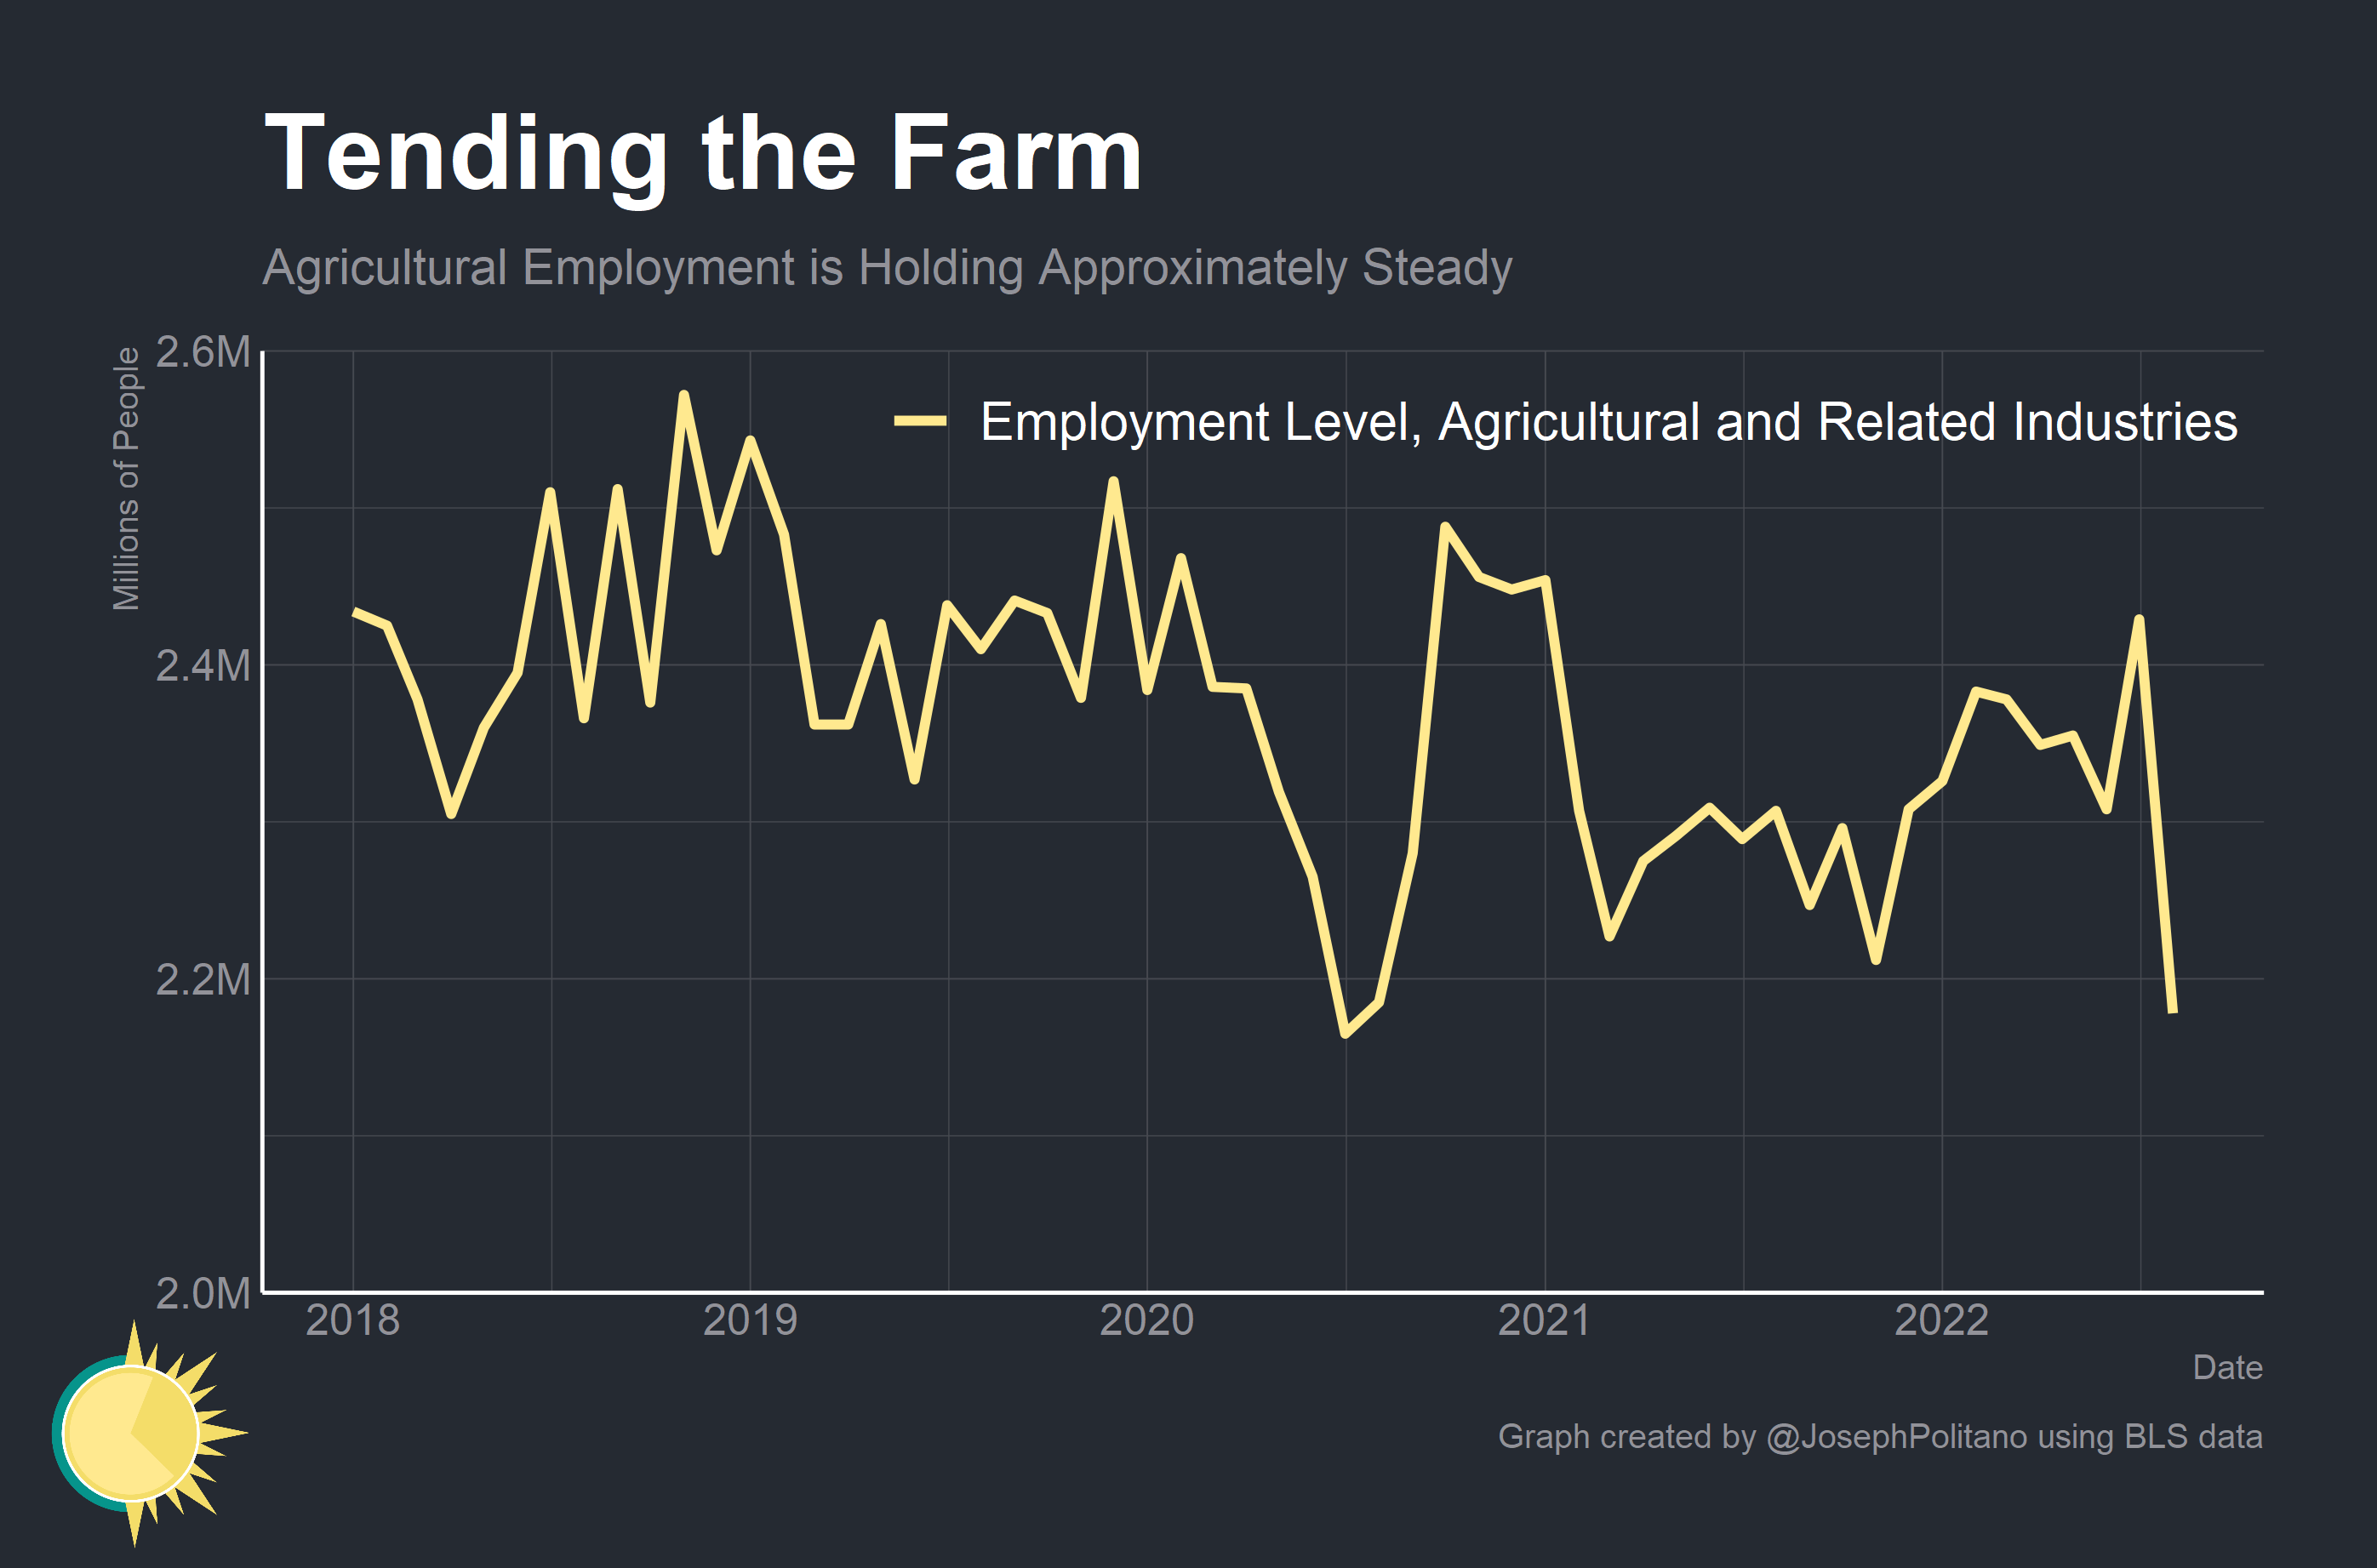 Tending the Farm
Agricultural Employment is Holding Approximately Steady
Millions of People
2.6M
Employment Level, Agricultural and Related Industries
2.4M
2.2M
2.0M
2018 2019 2020 2021 2022
Date
Graph created by @JosephPolitano using BLS data